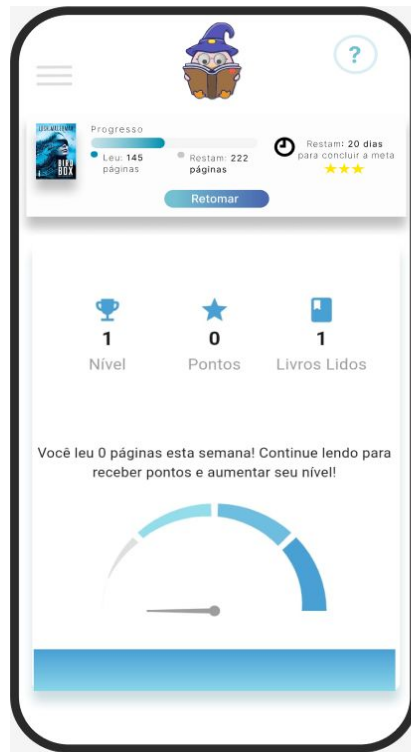 ?
JOSH MALERMAN
BIRD
BOX
Progresso
Leu: 145
páginas
Restam: 222
páginas
Restam: 20 dias
para concluir a meta
Retomar
1
Nível
0
Pontos
1
Livros Lidos
Você leu 0 páginas esta semana! Continue lendo para
receber pontos e aumentar seu nível!